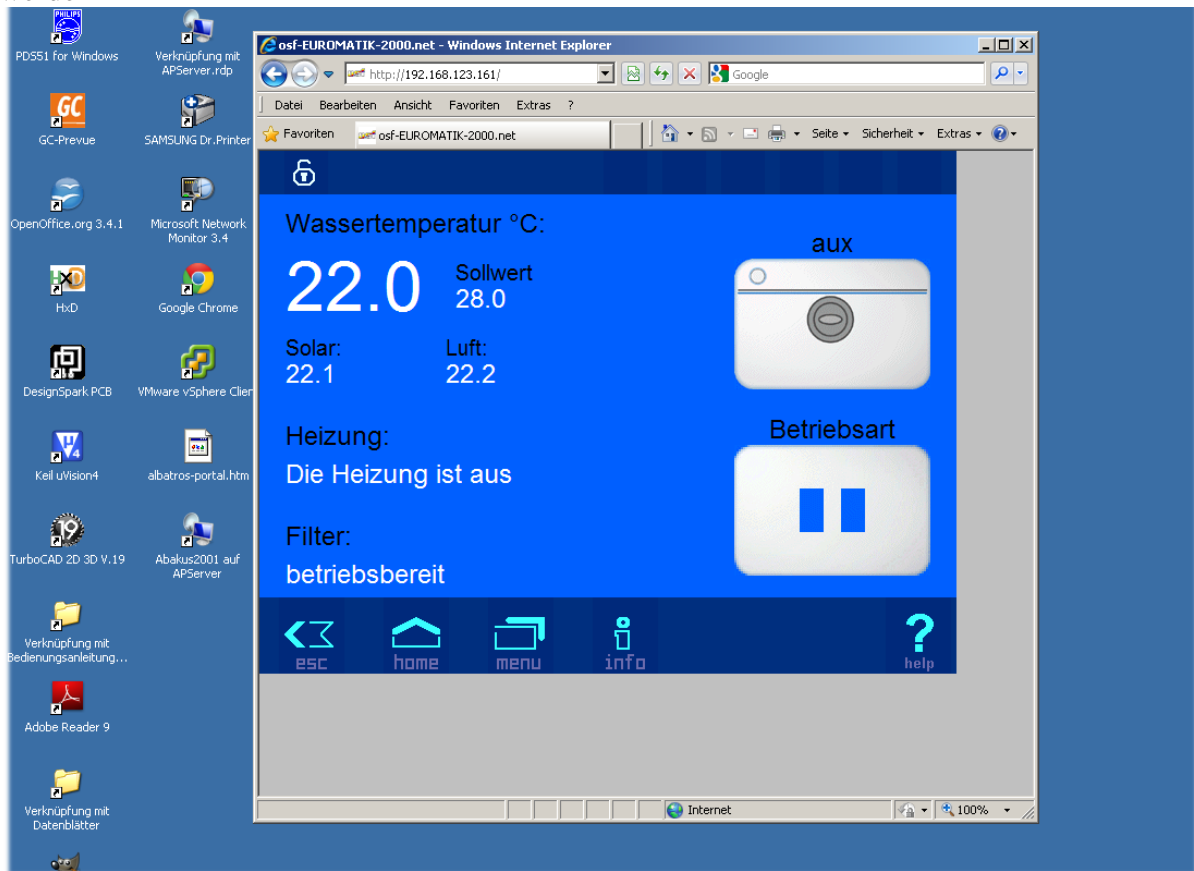 PHILIPS
PDS51 for Windows
Verknüpfung mit
APServer.rdp
GC
GC-Prevue
SAMSUNG Dr.Printer
OpenOffice.org 3.4.1
Microsoft Network
Monitor 3.4
HxD
Google Chrome
DesignSpark PCB
VMware vSphere Clien
Keil uVision4
albatros-portal.htm
19
TurboCAD 2D 3D V.19
Abakus2001 auf
APServer
Verknüpfung mit
Bedienungsanleitung...
Adobe Reader 9
Verknüpfung mit
Datenblätter
osf-EUROMATIK-2000.net - Windows Internet Explorer
http://192.168.123.161/
Google
Datei Bearbeiten Ansicht Favoriten Extras ?
Favoriten
osf-EUROMATIK-2000.net
Seite Sicherheit Extras
Wassertemperatur °C:
22.0
Sollwert
28.0
Solar:
22.1
Luft:
22.2
Heizung:
Die Heizung ist aus
Filter:
betriebsbereit
aux
Betriebsart
esc home menu info help
Internet
100%